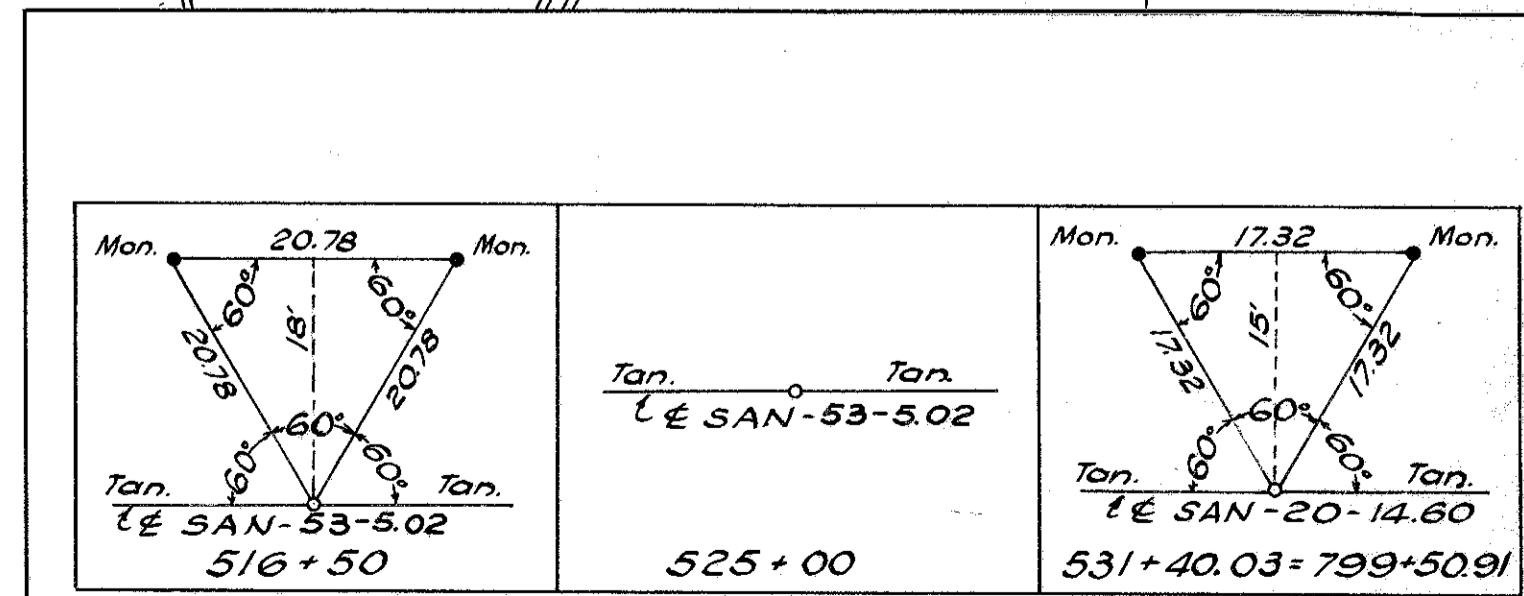 Mon. 20.78 Mon.
60° 60°
18'
20.78 20.78
60°
60° 60°
Tan. Tan.
t ℄ SAN-53-5.02
516+50
Tan. Tan.
t ℄ SAN-53-5.02
525+00
Mon. 17.32 Mon.
60° 60°
15'
17.32 17.32
60°
60° 60°
Tan. Tan.
t ℄ SAN-20-14.60
531+40.03=799+50.91